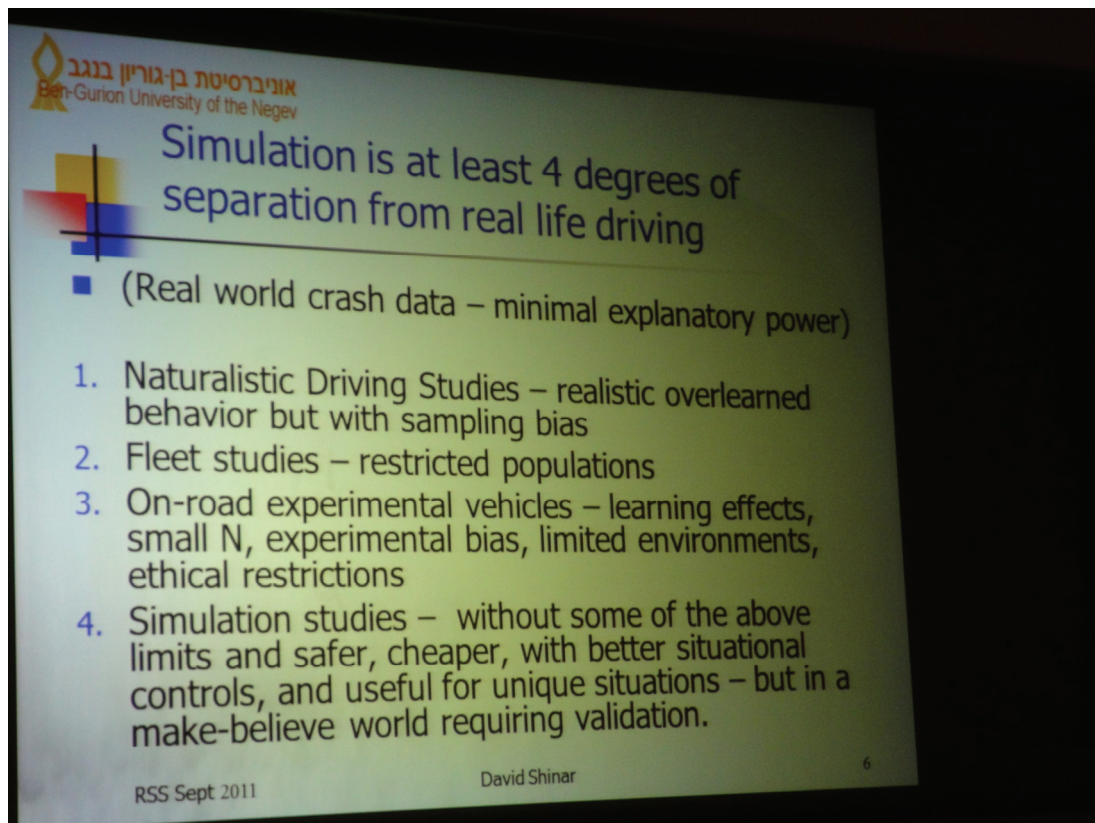 אוניברסיטת בן-גוריון בנגב
Ben-Gurion University of the Negev
Simulation is at least 4 degrees of
separation from real life driving
(Real world crash data – minimal explanatory power)
1. Naturalistic Driving Studies – realistic overlearned
behavior but with sampling bias
2. Fleet studies – restricted populations
3. On-road experimental vehicles – learning effects,
small N, experimental bias, limited environments,
ethical restrictions
4. Simulation studies – without some of the above
limits and safer, cheaper, with better situational
controls, and useful for unique situations – but in a
make-believe world requiring validation.
RSS Sept 2011
David Shinar
6